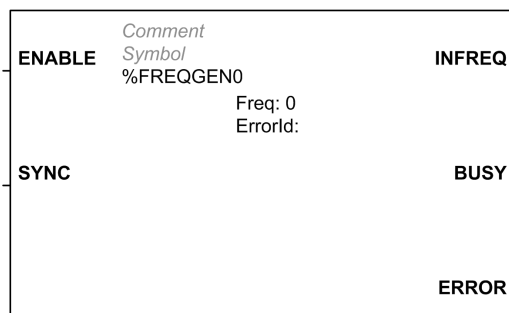 Comment
ENABLE Symbol INFREQ
%FREQGEN0
Freq: 0
ErrorId:
SYNC BUSY
ERROR